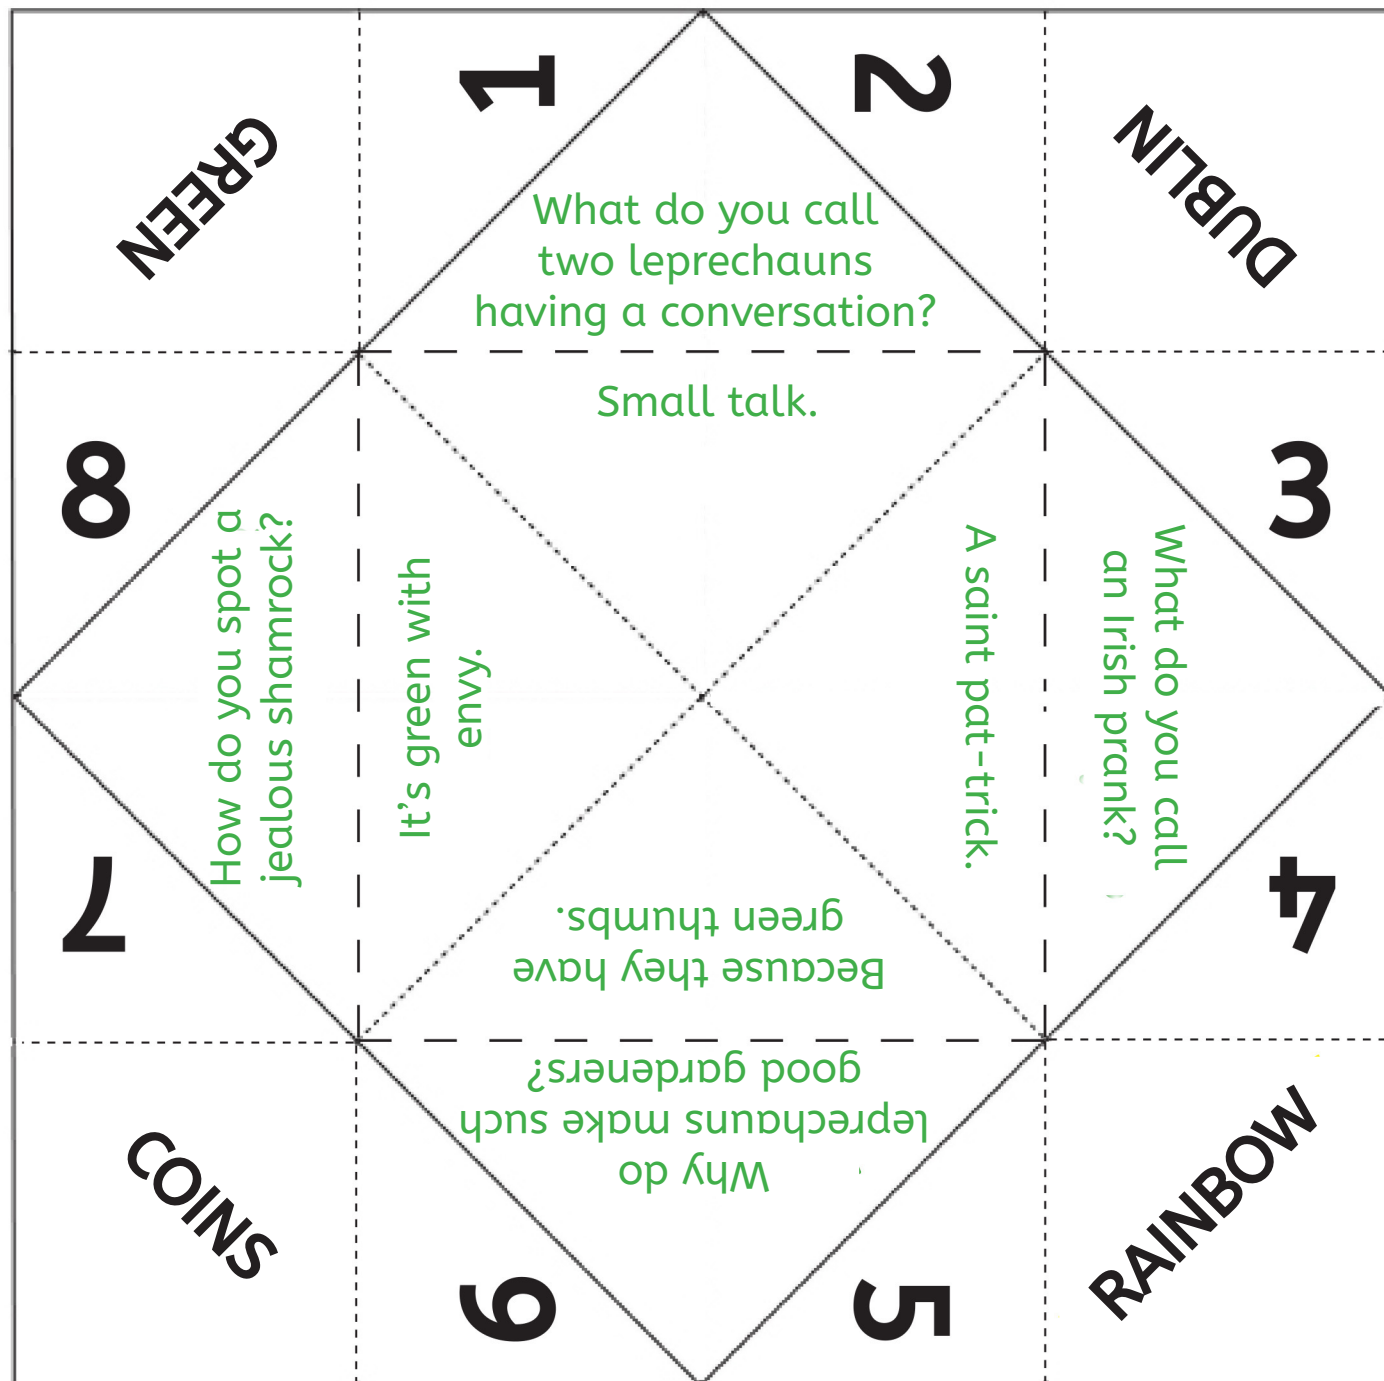 GREEN
1
2
DUBLIN
What do you call
two leprechauns
having a conversation?
Small talk.
8
3
How do you spot a
jealous shamrock?
It's green with
envy.
What do you call
an Irish prank?
A saint pat-trick.
7
4
Why do
leprechauns make such
good gardeners?
Because they have
green thumbs.
COINS
6
5
RAINBOW